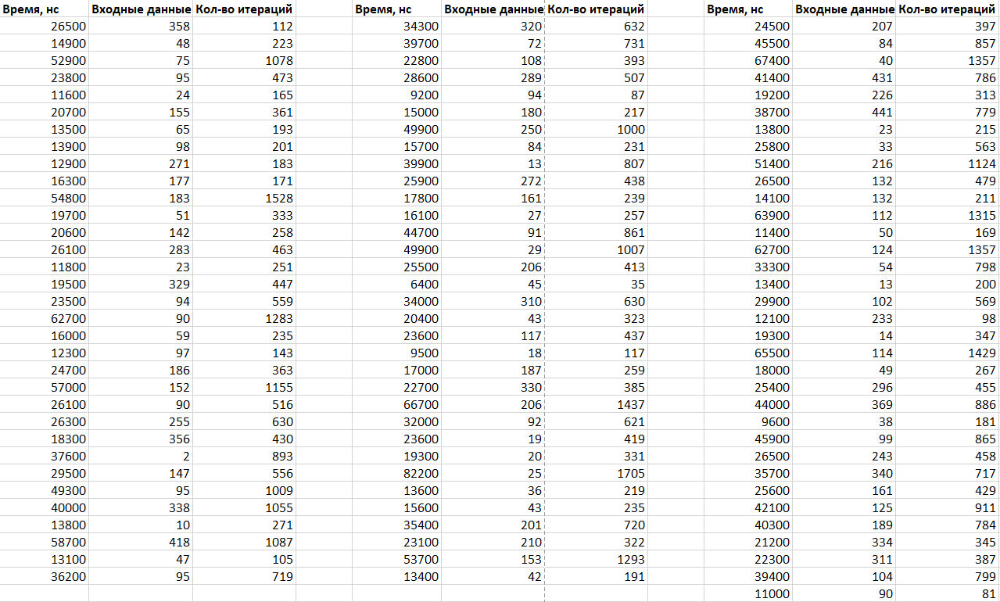 Время, нс Входные данные Кол-во итераций Время, нс Входные данные Кол-во итераций Время, нс Входные данные Кол-во итераций
26500 358 112 34300 320 632 24500 207 397
14900 48 223 39700 72 731 45500 84 857
52900 75 1078 22800 108 393 67400 40 1357
23800 95 473 28600 289 507 41400 431 786
11600 24 165 9200 94 87 19200 226 313
20700 155 361 15000 180 217 38700 441 779
13500 65 193 49900 250 1000 13800 23 215
13900 98 201 15700 84 231 25800 33 563
12900 271 183 39900 13 807 51400 216 1124
16300 177 171 25900 272 438 26500 132 479
54800 183 1528 17800 161 239 14100 132 211
19700 51 333 16100 27 257 63900 112 1315
20600 142 258 44700 91 861 11400 50 169
26100 283 463 49900 29 1007 62700 124 1357
11800 23 251 25500 206 413 33300 54 798
19500 329 447 6400 45 35 13400 13 200
23500 94 559 34000 310 630 29900 102 569
62700 90 1283 20400 43 323 12100 233 98
16000 59 235 23600 117 437 19300 14 347
12300 97 143 9500 18 117 65500 114 1429
24700 186 363 17000 187 259 18000 49 267
57000 152 1155 22700 330 385 25400 296 455
26100 90 516 66700 206 1437 44000 369 886
26300 255 630 32000 92 621 9600 38 181
18300 356 430 23600 19 419 45900 99 865
37600 2 893 19300 20 331 26500 243 458
29500 147 556 82200 25 1705 35700 340 717
49300 95 1009 13600 36 219 25600 161 429
40000 338 1055 15600 43 235 42100 125 911
13800 10 271 35400 201 720 40300 189 784
58700 418 1087 23100 210 322 21200 334 345
13100 47 105 53700 153 1293 22300 311 387
36200 95 719 13400 42 191 39400 104 799
11000 90 81